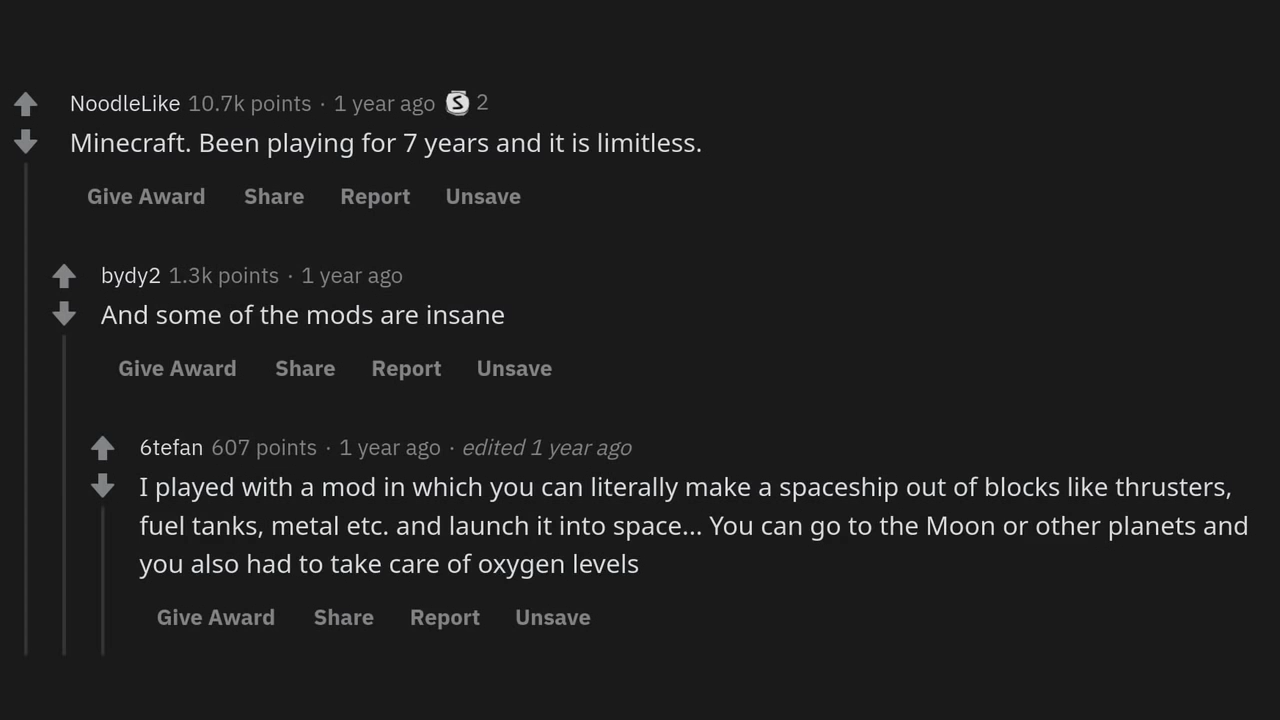 NoodleLike 10.7k points · 1 year ago S 2
Minecraft. Been playing for 7 years and it is limitless.
Give Award Share Report Unsave
bydy2 1.3k points · 1 year ago
And some of the mods are insane
Give Award Share Report Unsave
6tefan 607 points · 1 year ago · edited 1 year ago
I played with a mod in which you can literally make a spaceship out of blocks like thrusters,
fuel tanks, metal etc. and launch it into space... You can go to the Moon or other planets and
you also had to take care of oxygen levels
Give Award Share Report Unsave